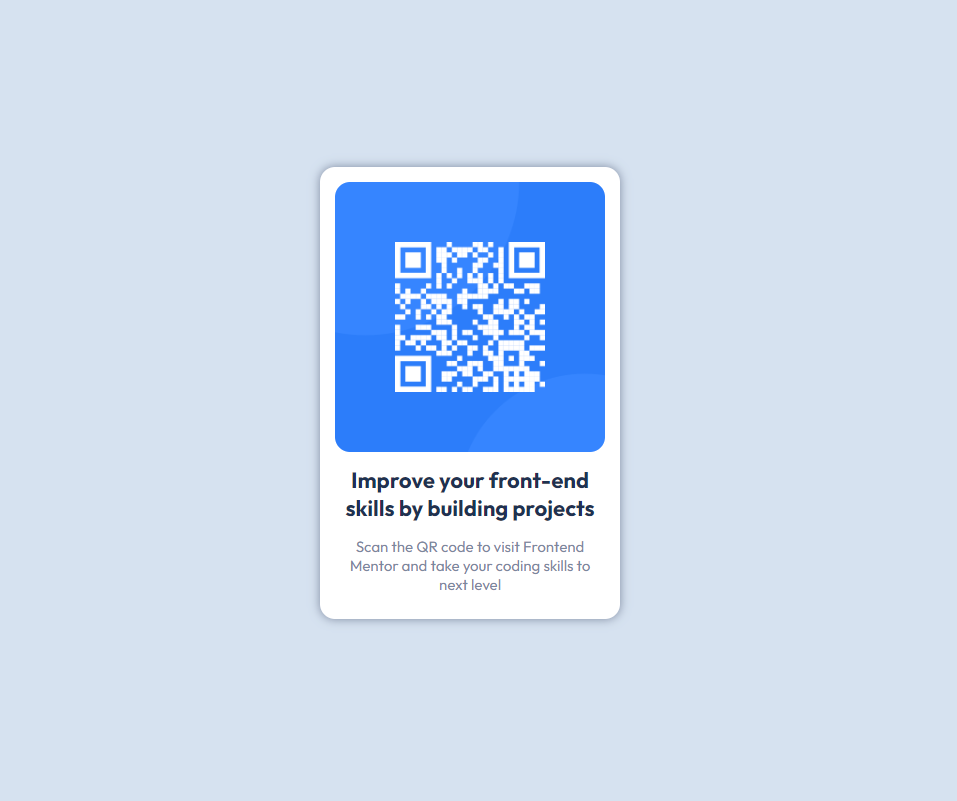 Improve your front-end
skills by building projects
Scan the QR code to visit Frontend
Mentor and take your coding skills to
next level